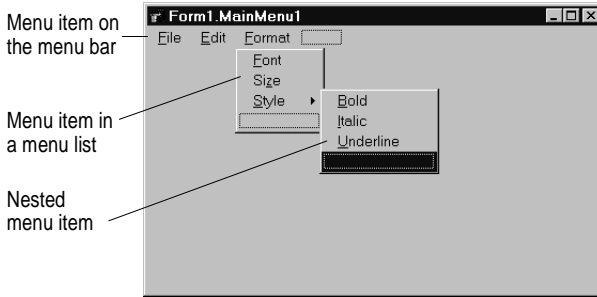 Form1.MainMenu1
Menu item on
the menu bar
File Edit Format
Font
Size
Style
Menu item in
a menu list
Bold
Italic
Underline
Nested
menu item